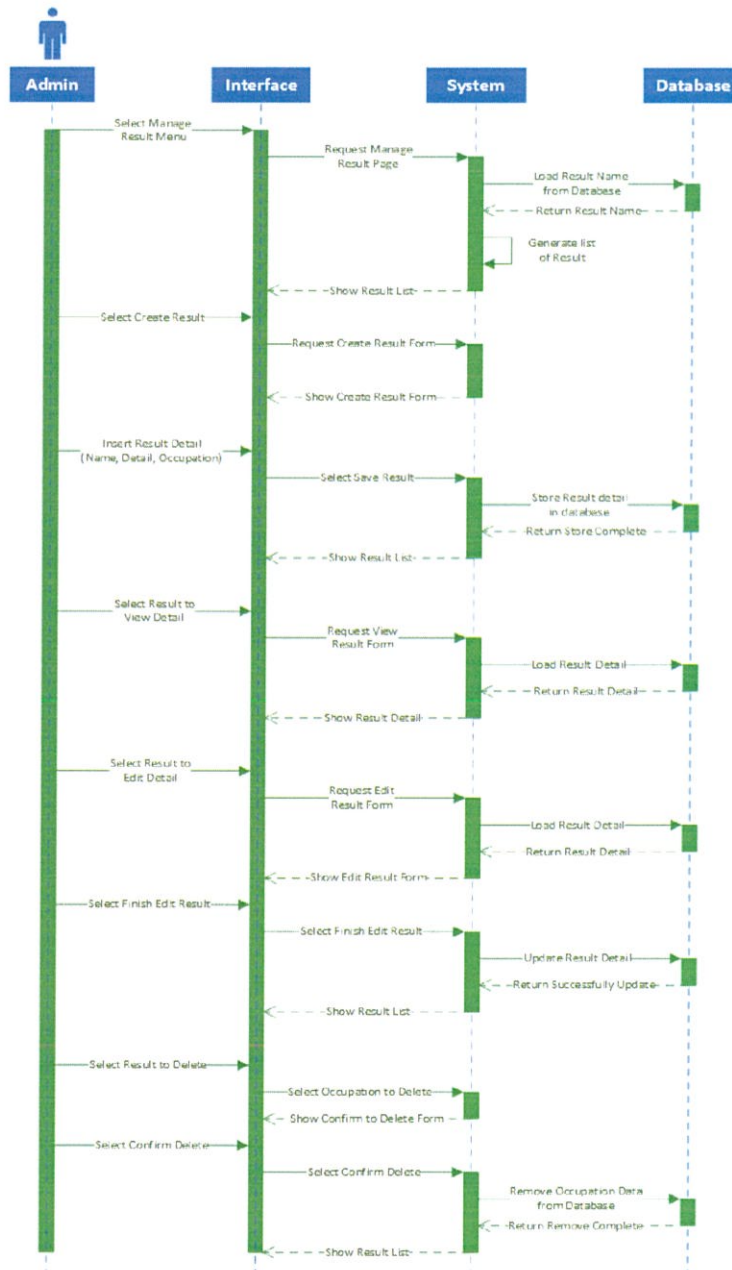 Admin
Interface
System
Database
Select Manage
Result Menu
Request Manage
Result Page
Load Result Name
from Database
Return Result Name
Generate list
of Result
Show Result List
Select Create Result
Request Create Result Form
Show Create Result Form
Insert Result Detail
(Name, Detail, Occupation)
Select Save Result
Store Result detail
in database
Return Store Complete
Show Result List
Select Result to
View Detail
Request View
Result Form
Load Result Detail
Return Result Detail
Show Result Detail
Select Result to
Edit Detail
Request Edit
Result Form
Load Result Detail
Return Result Detail
Show Edit Result Form
Select Finish Edit Result
Select Finish Edit Result
Update Result Detail
Return Successfully Update
Show Result List
Select Result to Delete
Select Occupation to Delete
Show Confirm to Delete Form
Select Confirm Delete
Select Confirm Delete
Remove Occupation Data
from Database
Return Remove Complete
Show Result List